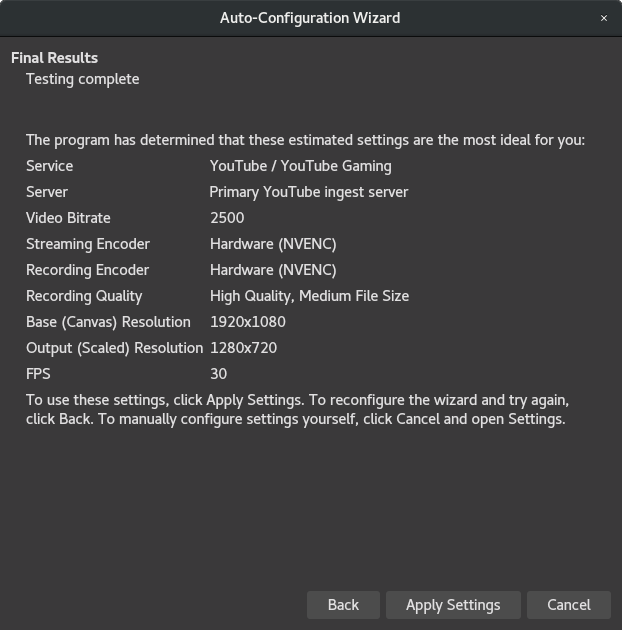 Auto-Configuration Wizard ×
Final Results
Testing complete
The program has determined that these estimated settings are the most ideal for you:
Service YouTube / YouTube Gaming
Server Primary YouTube ingest server
Video Bitrate 2500
Streaming Encoder Hardware (NVENC)
Recording Encoder Hardware (NVENC)
Recording Quality High Quality, Medium File Size
Base (Canvas) Resolution 1920x1080
Output (Scaled) Resolution 1280x720
FPS 30
To use these settings, click Apply Settings. To reconfigure the wizard and try again,
click Back. To manually configure settings yourself, click Cancel and open Settings.
Back Apply Settings Cancel